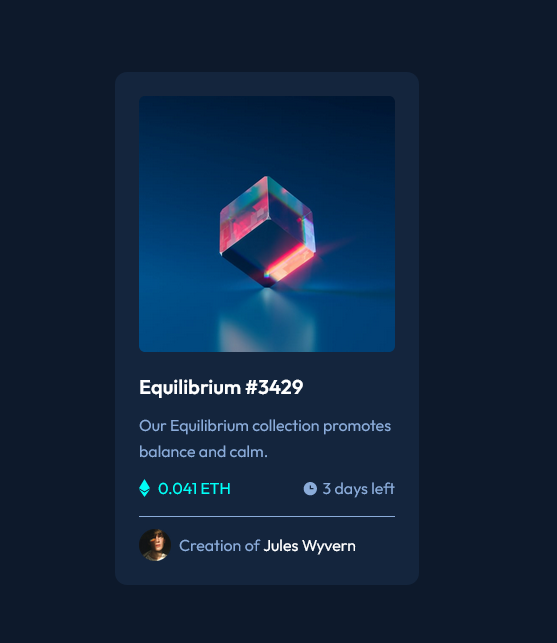 Equilibrium #3429
Our Equilibrium collection promotes
balance and calm.
0.041 ETH 3 days left
Creation of Jules Wyvern